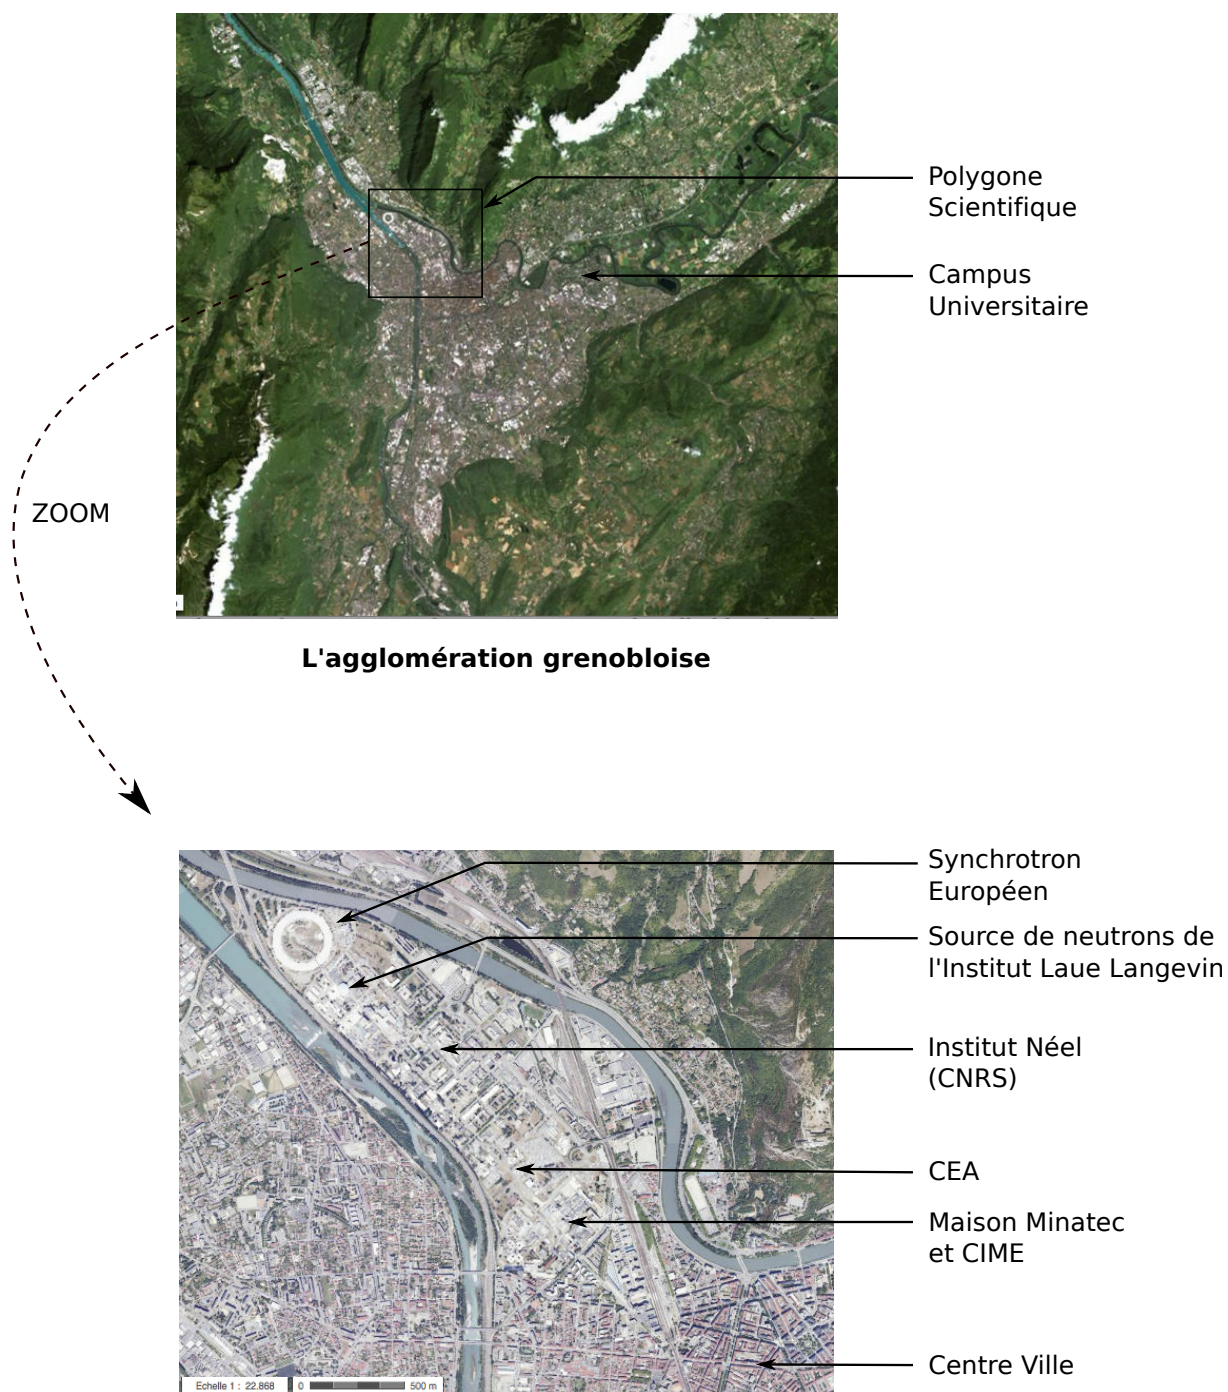 Polygone
Scientifique
Campus
Universitaire
ZOOM
L'agglomération grenobloise
Synchrotron
Européen
Source de neutrons de
l'Institut Laue Langevin
Institut Néel
(CNRS)
CEA
Maison Minatec
et CIME
Centre Ville
Echelle 1 : 22.868
0 500 m